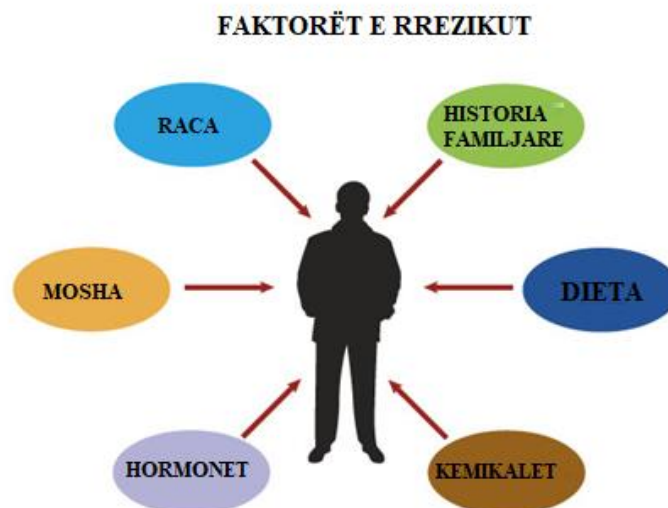 FAKTORËT E RREZIKUT
RACA
HISTORIA
FAMILJARE
MOSHA
DIETA
HORMONET
KEMIKALET